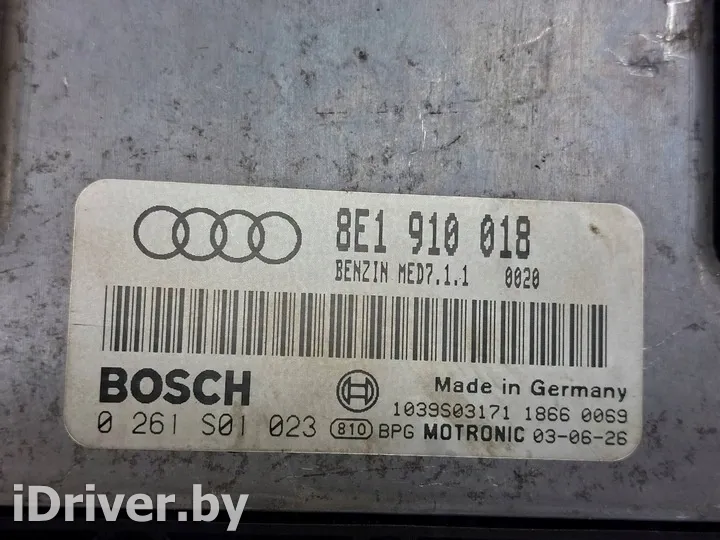 8E1 910 018
BENZIN MED7.1.1 0020
BOSCH
Made in Germany
1039S03171 1866 0069
0 261 S01 023 810 BPG MOTRONIC 03-06-26
iDriver.by